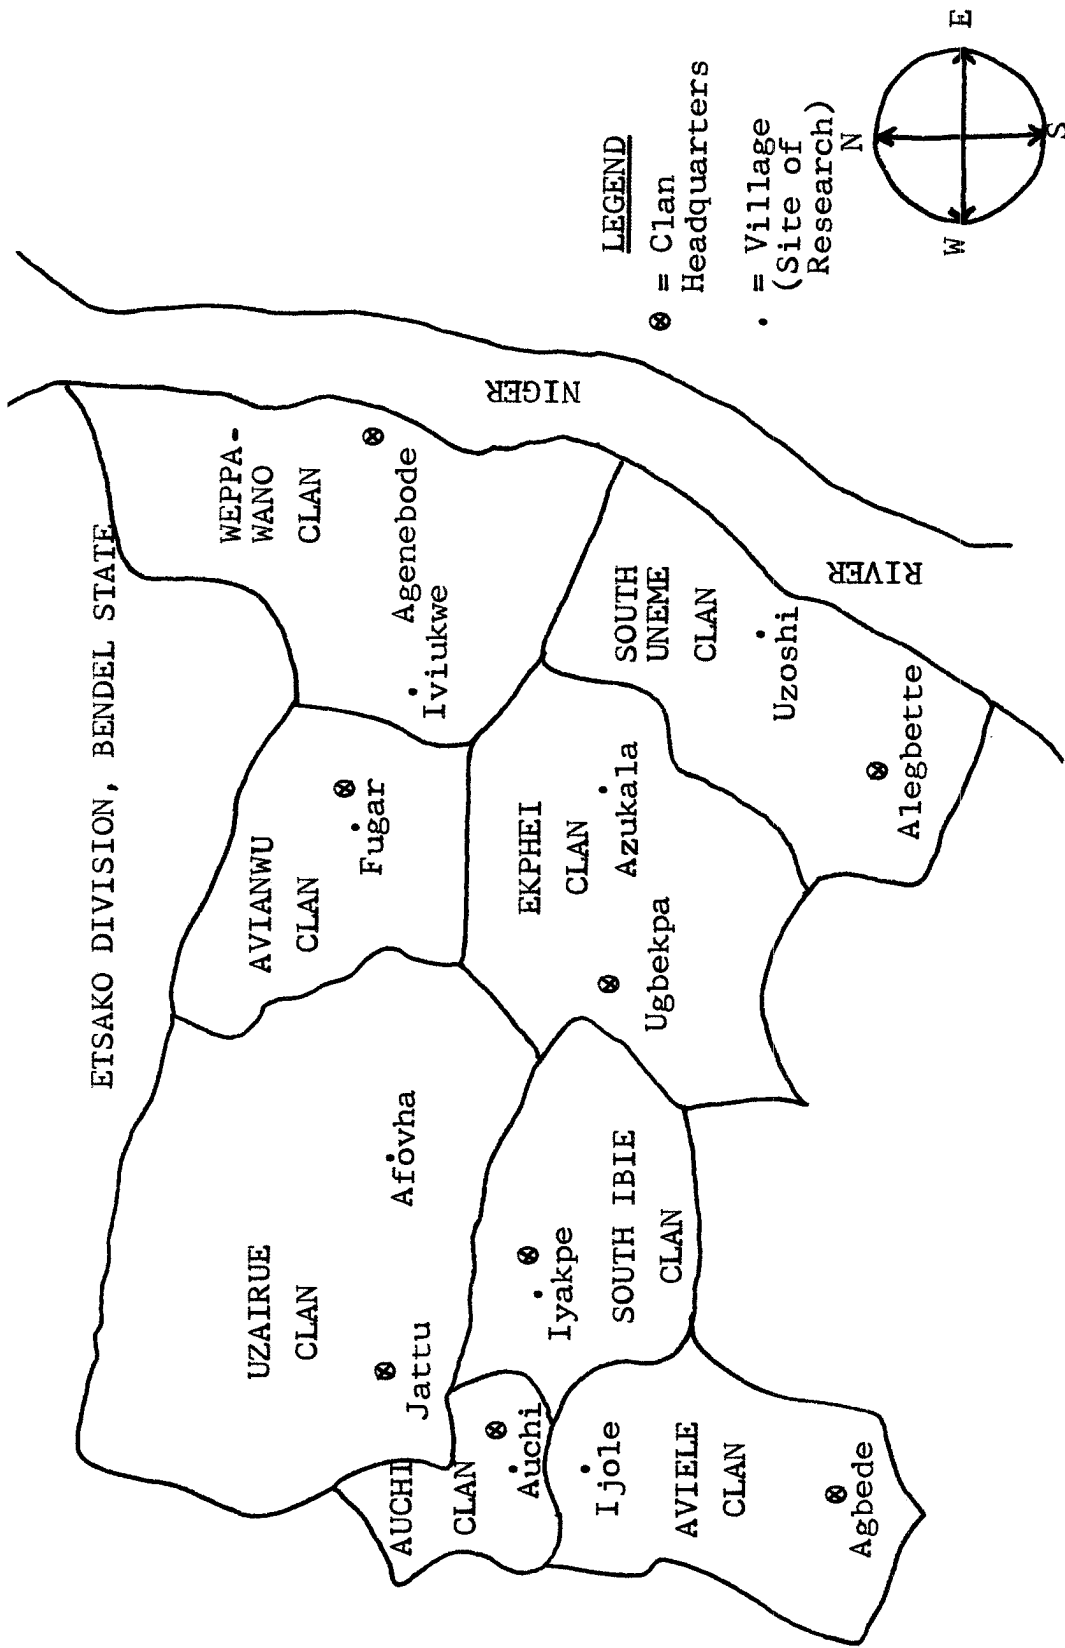 ETSAKO DIVISION, BENDEL STATE
UZAIRUE
CLAN
Jattu
Afovha
AVIANWU
CLAN
Fugar
WEPPA-
WANO
CLAN
Agenebode
Iviukwe
AUCHI
CLAN
Auchi
Iyakpe
SOUTH IBIE
CLAN
EKPHEI
CLAN
Azukala
Ugbekpa
SOUTH
UNEME
CLAN
Uzoshi
Alegbette
Ijole
AVIELE
CLAN
Agbede
NIGER
RIVER
LEGEND
⊗ = Clan
Headquarters
. = Village
(Site of
Research)
N
W
E
S